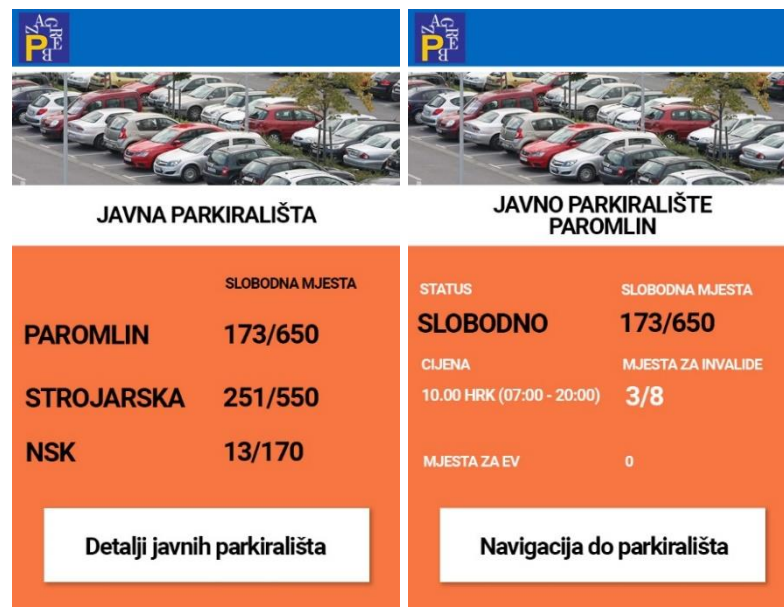 ZAGREB
P
JAVNA PARKIRALIŠTA
SLOBODNA MJESTA
PAROMLIN 173/650
STROJARSKA 251/550
NSK 13/170
Detalji javnih parkirališta
ZAGREB
P
JAVNO PARKIRALIŠTE
PAROMLIN
STATUS SLOBODNA MJESTA
SLOBODNO 173/650
CIJENA MJESTA ZA INVALIDE
10.00 HRK (07:00 - 20:00) 3/8
MJESTA ZA EV 0
Navigacija do parkirališta